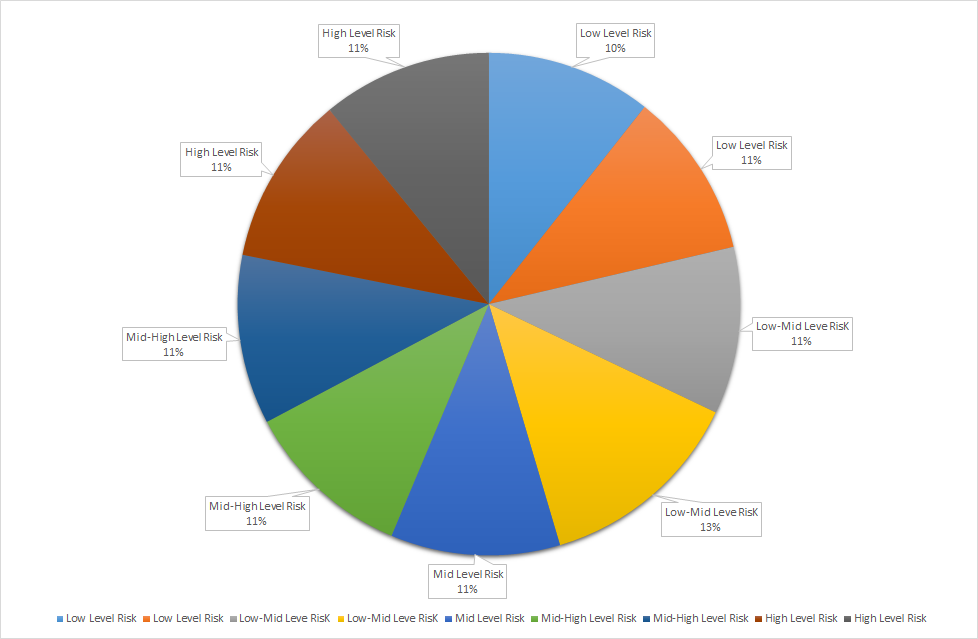 High Level Risk
11%
Low Level Risk
10%
High Level Risk
11%
Low Level Risk
11%
Mid-High Level Risk
11%
Low-Mid Leve RisK
11%
Mid-High Level Risk
11%
Low-Mid Leve RisK
13%
Mid Level Risk
11%
Low Level Risk Low Level Risk Low-Mid Leve RisK Low-Mid Leve RisK Mid Level Risk Mid-High Level Risk Mid-High Level Risk High Level Risk High Level Risk